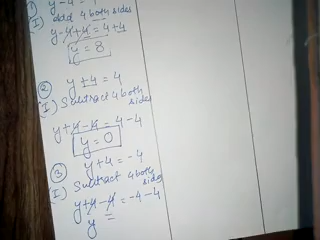 ① y-4=4
(I) add 4 both sides
y-4+4=4+4
y=8
② y+4=4
(I) Subtract 4 both sides
y+4-4=4-4
y=0
③ y+4=-4
(I) Subtract 4 both sides
y+4-4=-4-4
y =